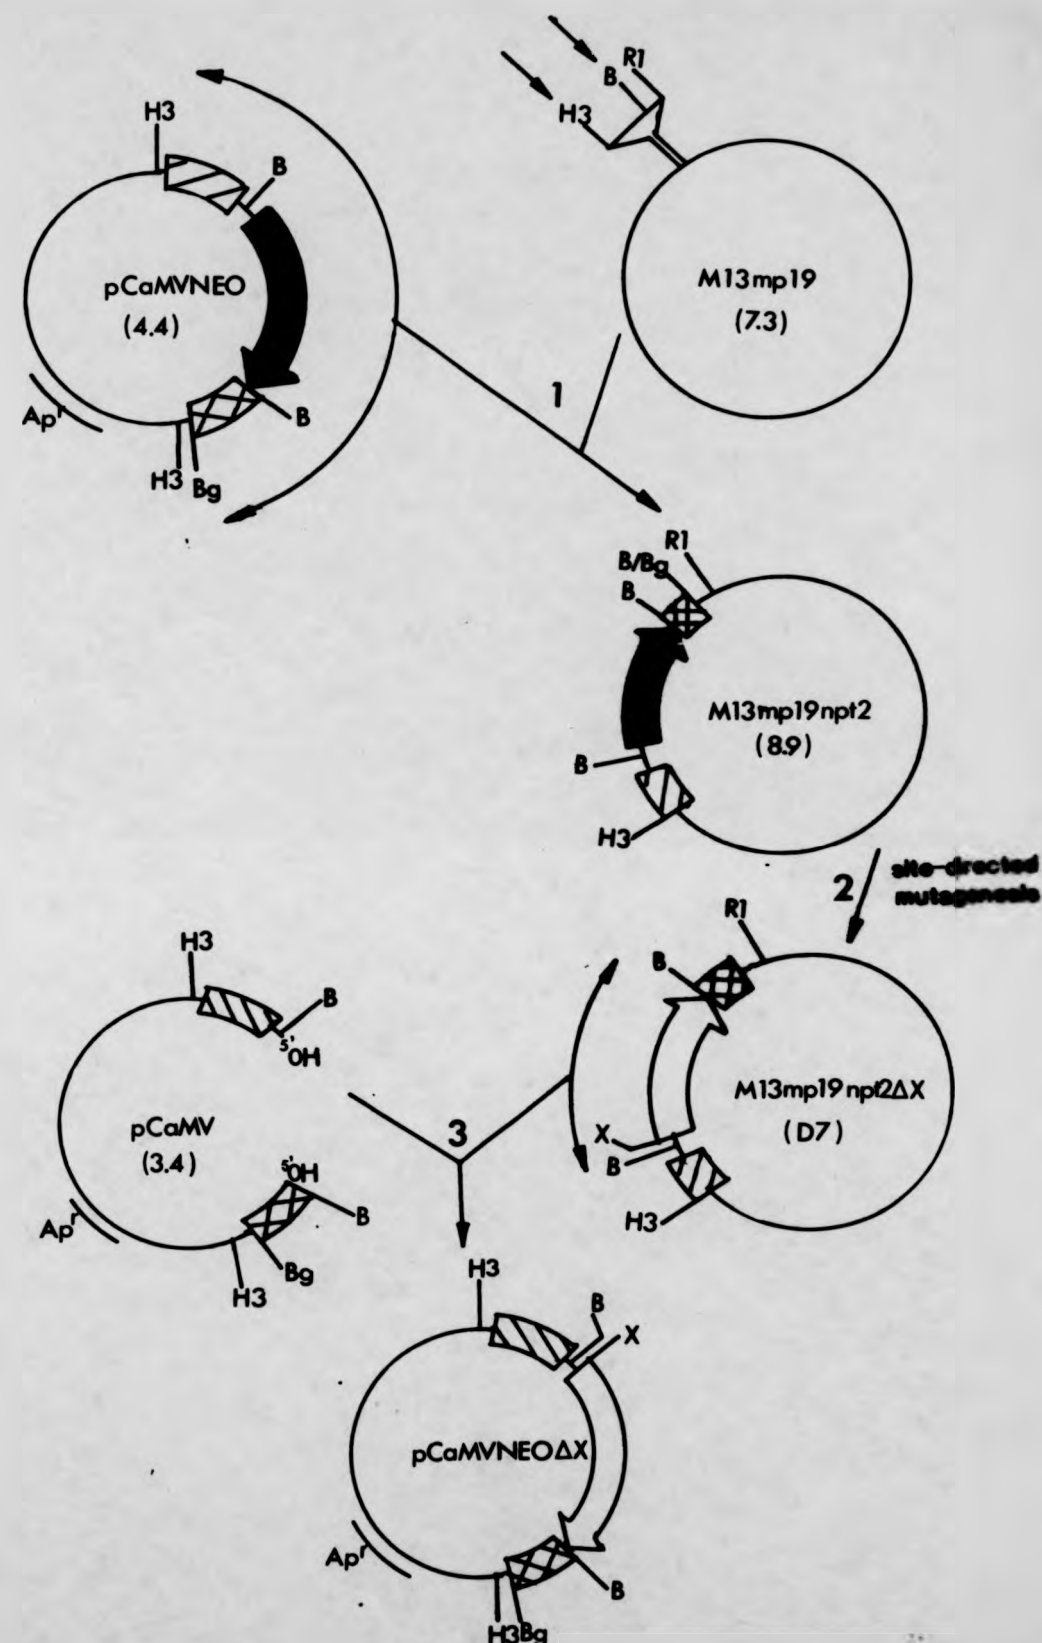 R1
B
H3
H3
B
pCaMVNEO
(4.4)
M13mp19
(7.3)
1
Apr
B
H3
Bg
R1
B/Bg
B
M13mp19npt2
(8.9)
B
H3
2
site-directed
mutagenesis
R1
H3
B
B
5'OH
M13mp19npt2ΔX
(D7)
pCaMV
(3.4)
3
X
B
5'OH
B
Apr
H3
Bg
H3
H3
B
X
pCaMVNEOΔX
Apr
B
H3
Bg